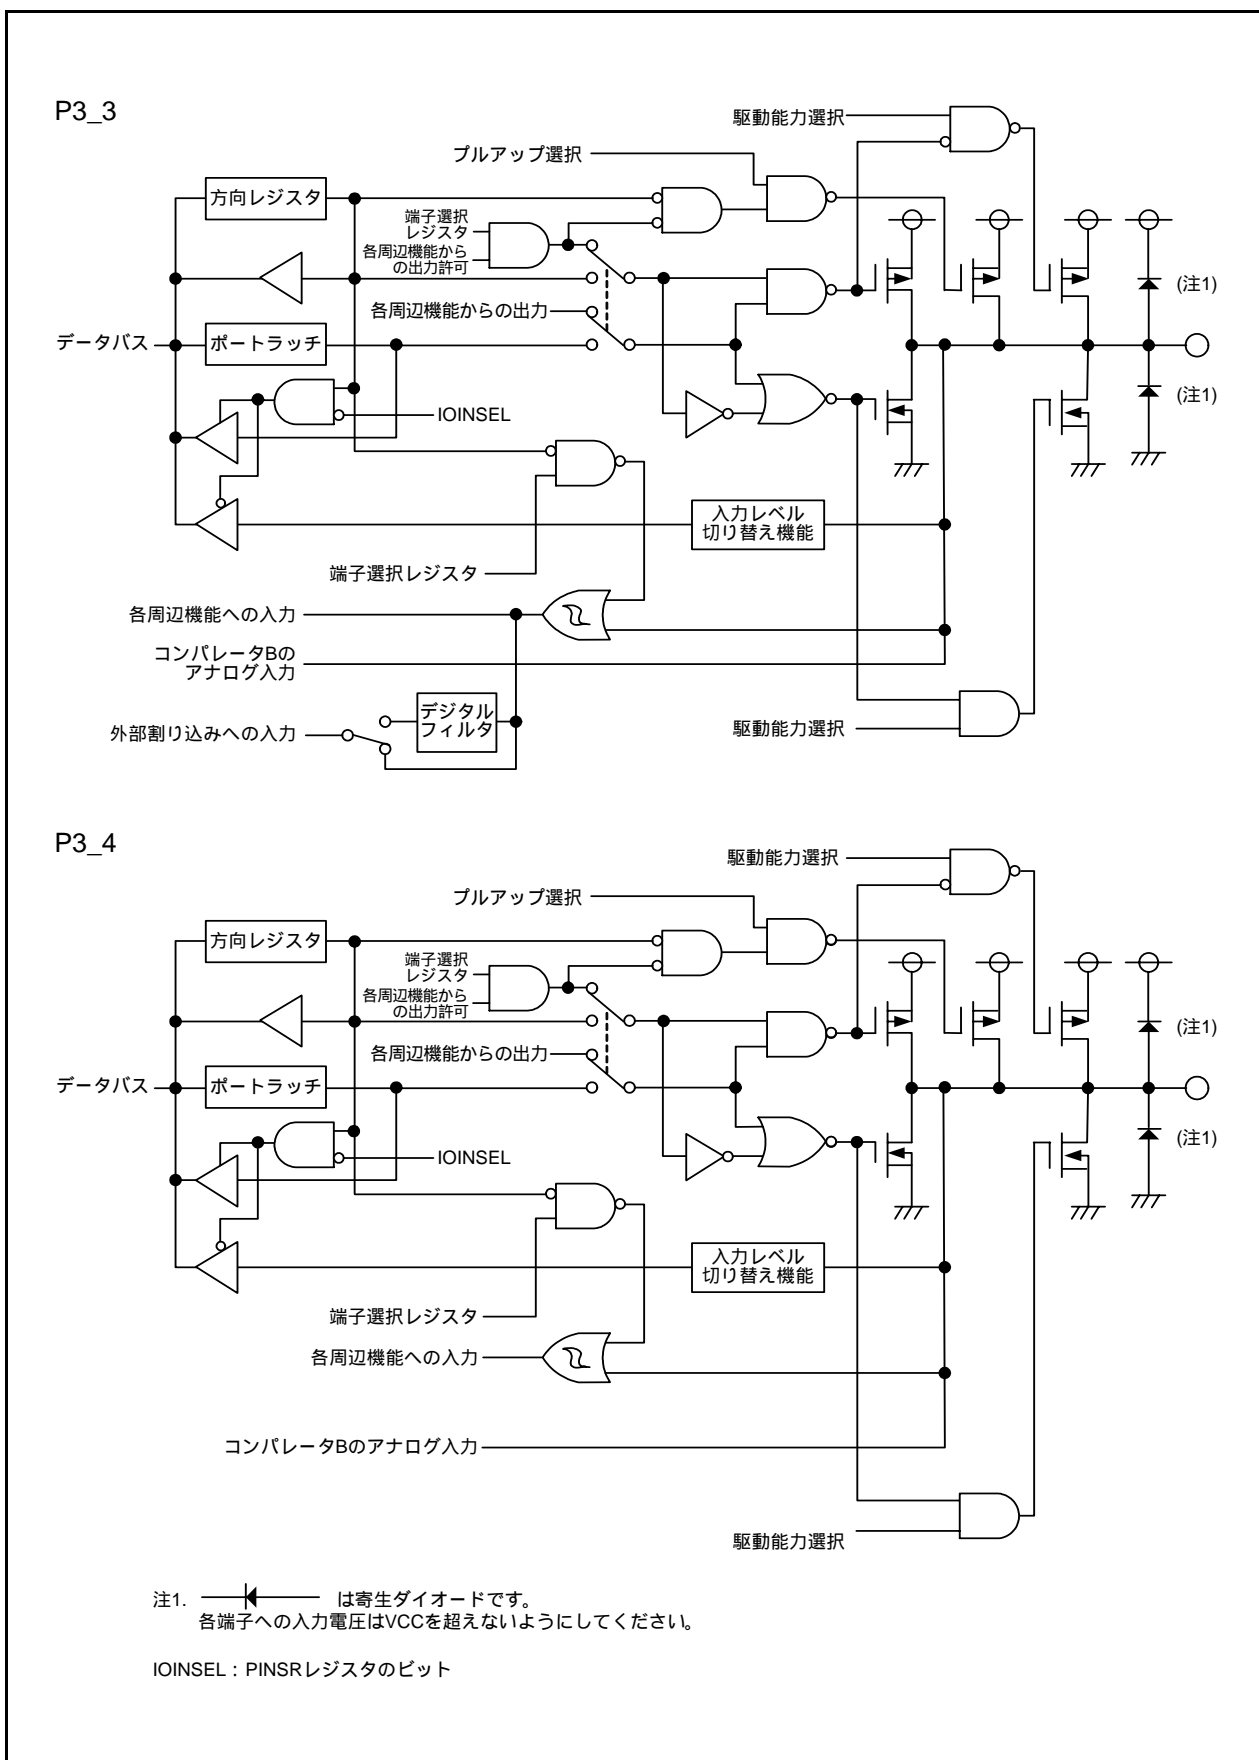 P3_3
駆動能力選択
プルアップ選択
方向レジスタ
端子選択
レジスタ
各周辺機能から
の出力許可
(注1)
各周辺機能からの出力
データバス
ポートラッチ
(注1)
IOINSEL
入力レベル
切り替え機能
端子選択レジスタ
各周辺機能への入力
コンパレータBの
アナログ入力
デジタル
フィルタ
外部割り込みへの入力
駆動能力選択
P3_4
駆動能力選択
プルアップ選択
方向レジスタ
端子選択
レジスタ
各周辺機能から
の出力許可
(注1)
各周辺機能からの出力
データバス
ポートラッチ
(注1)
IOINSEL
入力レベル
切り替え機能
端子選択レジスタ
各周辺機能への入力
コンパレータBのアナログ入力
駆動能力選択
注1. は寄生ダイオードです。
各端子への入力電圧はVCCを超えないようにしてください。
IOINSEL：PINSRレジスタのビット